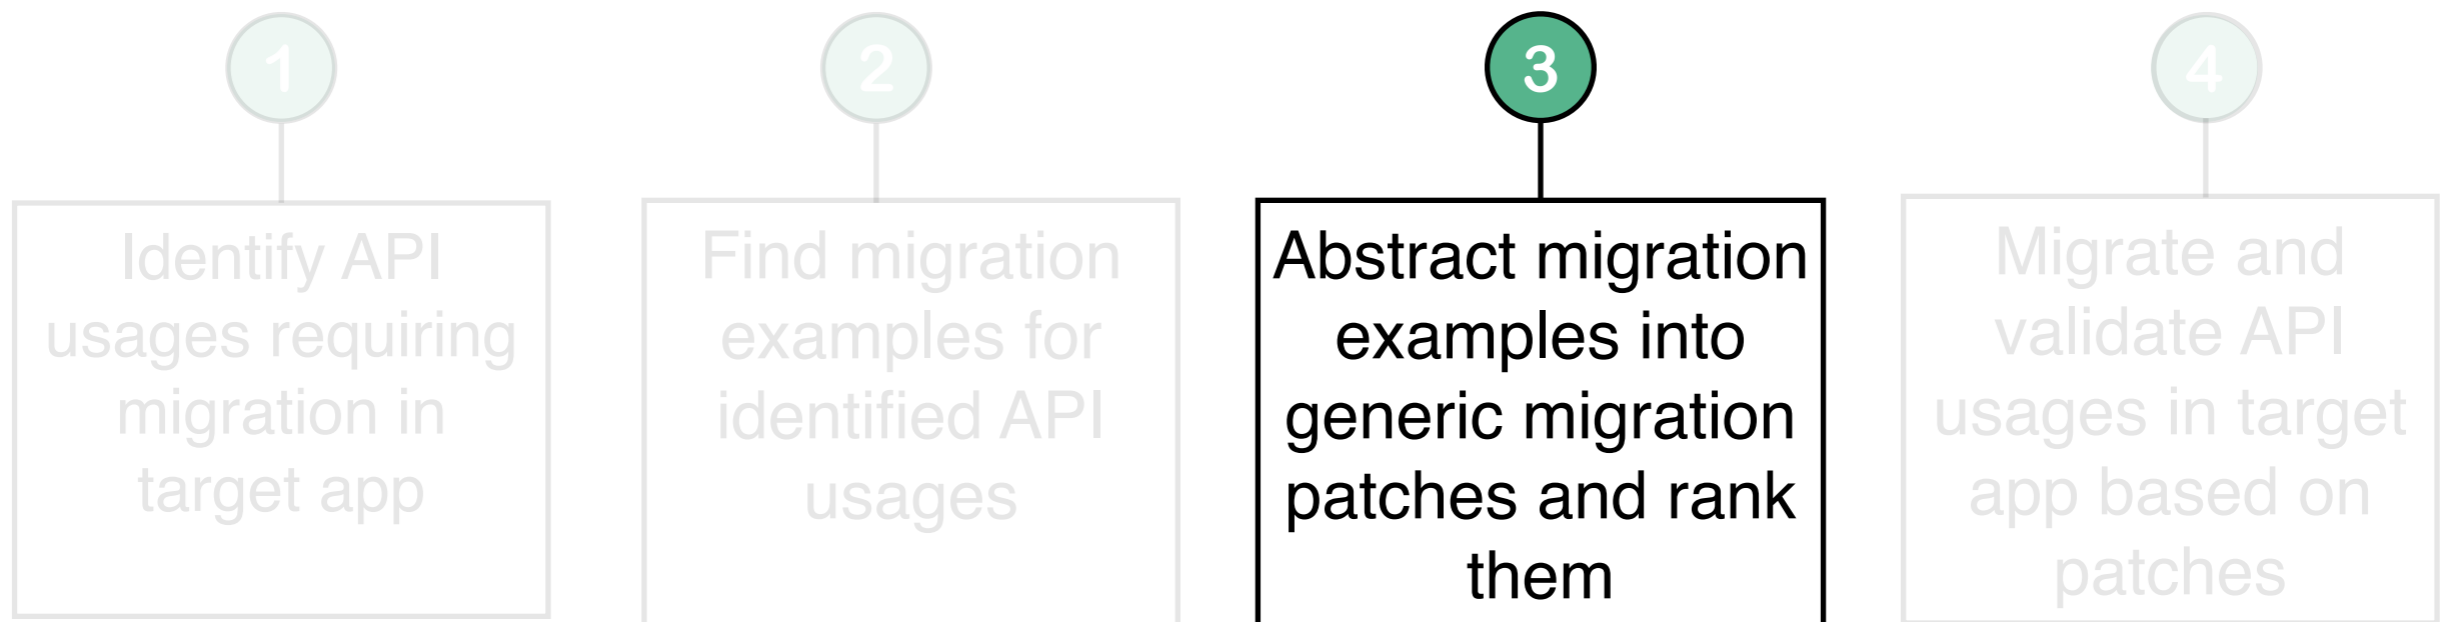 1
Identify API
usages requiring
migration in
target app
2
Find migration
examples for
identified API
usages
3
Abstract migration
examples into
generic migration
patches and rank
them
4
Migrate and
validate API
usages in target
app based on
patches